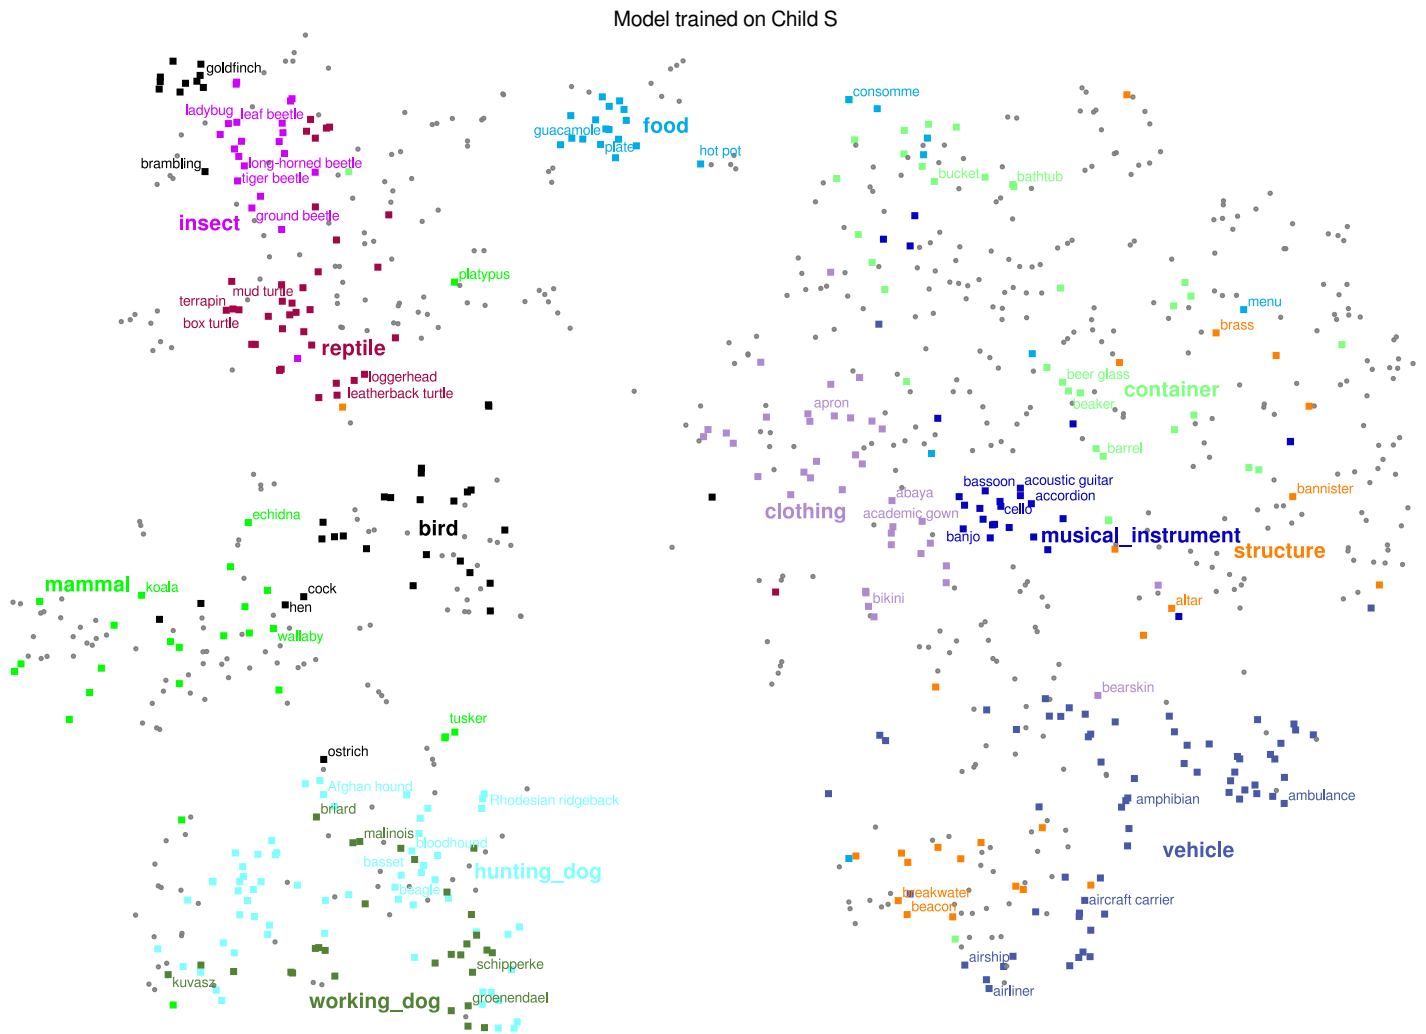 Model trained on Child S
goldfinch
ladybug
leaf beetle
brambling
long-horned beetle
tiger beetle
insect
ground beetle
guacamole
plate
food
hot pot
consomme
bucket
bathtub
platypus
mud turtle
terrapin
box turtle
reptile
loggerhead
leatherback turtle
menu
brass
beer glass
container
beaker
apron
barrel
bassoon
acoustic guitar
abaya
accordion
bannister
clothing
academic gown
cello
banjo
musical_instrument
structure
echidna
bird
mammal
koala
cock
hen
wallaby
bikini
altar
bearskin
tusker
ostrich
Afghan hound
Rhodesian ridgeback
briard
malinois
bloodhound
basset
hunting_dog
beagle
amphibian
ambulance
vehicle
breakwater
beacon
aircraft carrier
airship
airliner
kuvasz
schipperke
working_dog
groenendael